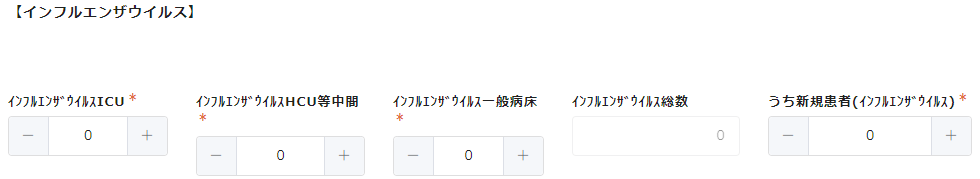 【インフルエンザウイルス】
ｲﾝﾌﾙｴﾝｻﾞｳｲﾙｽICU *
ｲﾝﾌﾙｴﾝｻﾞｳｲﾙｽHCU等中間
*
ｲﾝﾌﾙｴﾝｻﾞｳｲﾙｽ一般病床
*
ｲﾝﾌﾙｴﾝｻﾞｳｲﾙｽ総数
うち新規患者(ｲﾝﾌﾙｴﾝｻﾞｳｲﾙｽ) *
− 0 +
− 0 +
− 0 +
0
− 0 +